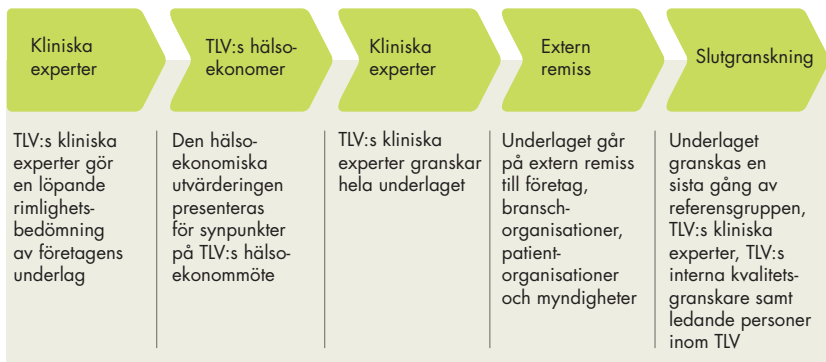 Kliniska
experter
TLV:s hälso-
ekonomer
Kliniska
experter
Extern
remiss
Slutgranskning
TLV:s kliniska
experter gör
en löpande
rimlighets-
bedömning
av företagens
underlag
Den hälso-
ekonomiska
utvärderingen
presenteras
för synpunkter
på TLV:s hälso-
ekonommöte
TLV:s kliniska
experter granskar
hela underlaget
Underlaget går
på extern remiss
till företag,
bransch-
organisationer,
patient-
organisationer
och myndigheter
Underlaget
granskas en
sista gång av
referensgruppen,
TLV:s kliniska
experter, TLV:s
interna kvalitets-
granskare samt
ledande personer
inom TLV